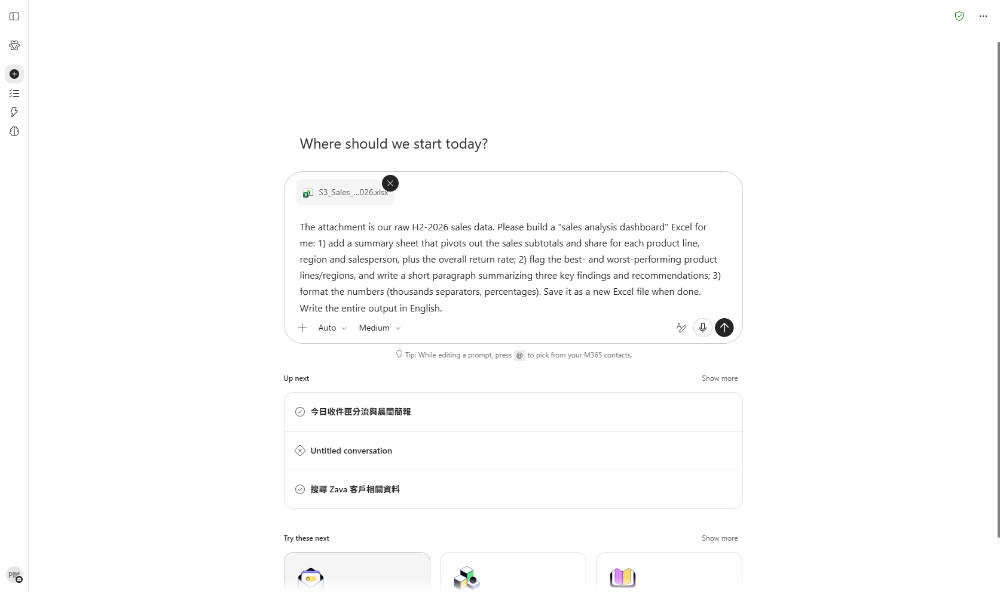 Where should we start today?
S3_Sales_...026.xlsx
The attachment is our raw H2-2026 sales data. Please build a "sales analysis dashboard" Excel for
me: 1) add a summary sheet that pivots out the sales subtotals and share for each product line,
region and salesperson, plus the overall return rate; 2) flag the best- and worst-performing product
lines/regions, and write a short paragraph summarizing three key findings and recommendations; 3)
format the numbers (thousands separators, percentages). Save it as a new Excel file when done.
Write the entire output in English.
Auto Medium
Tip: While editing a prompt, press @ to pick from your M365 contacts.
Up next Show more
今日收件匣分流與晨間簡報
Untitled conversation
搜尋 Zava 客戶相關資料
Try these next Show more